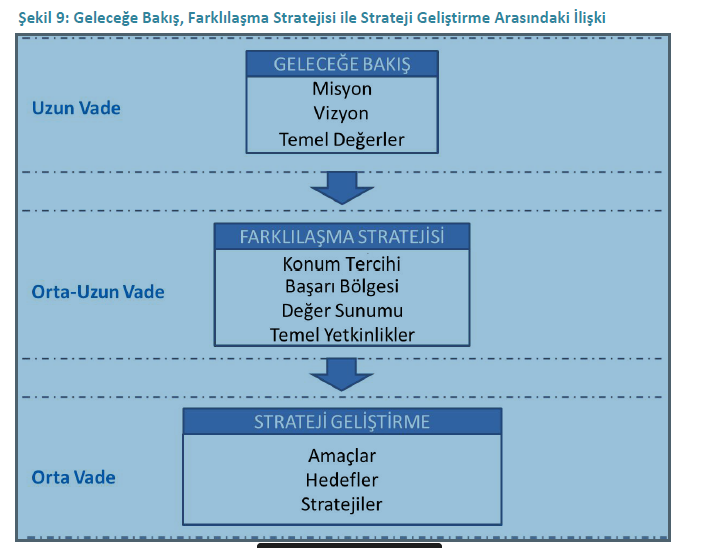 Şekil 9: Geleceğe Bakış, Farklılaşma Stratejisi ile Strateji Geliştirme Arasındaki İlişki
GELECEĞE BAKIŞ
Misyon
Uzun Vade
Vizyon
Temel Değerler
FARKLILAŞMA STRATEJİSİ
Konum Tercihi
Başarı Bölgesi
Orta-Uzun Vade
Değer Sunumu
Temel Yetkinlikler
STRATEJİ GELİŞTİRME
Amaçlar
Orta Vade
Hedefler
Stratejiler